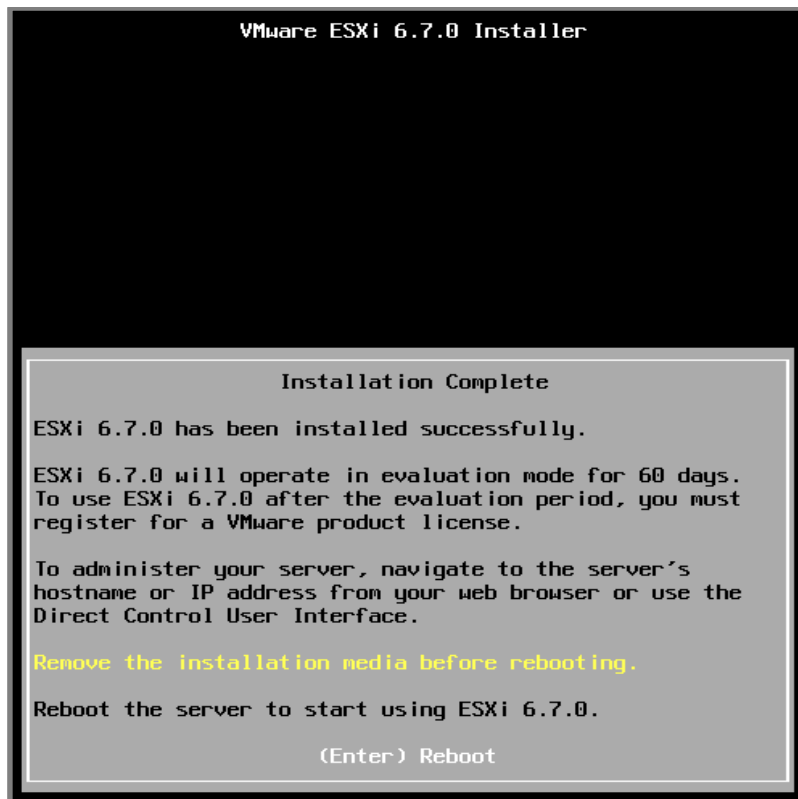 VMware ESXi 6.7.0 Installer
Installation Complete
ESXi 6.7.0 has been installed successfully.
ESXi 6.7.0 will operate in evaluation mode for 60 days.
To use ESXi 6.7.0 after the evaluation period, you must
register for a VMware product license.
To administer your server, navigate to the server's
hostname or IP address from your web browser or use the
Direct Control User Interface.
Remove the installation media before rebooting.
Reboot the server to start using ESXi 6.7.0.
(Enter) Reboot